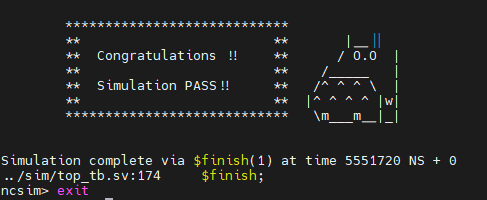 ****************************
**                        **       |__||
**  Congratulations !!    **      / O.O  |
**                        **    /_____   |
**  Simulation PASS!!     **   /^ ^ ^ \  |
**                        **  |^ ^ ^ ^ |w|
****************************   \m___m__|_|
Simulation complete via $finish(1) at time 5551720 NS + 0
../sim/top_tb.sv:174     $finish;
ncsim> exit